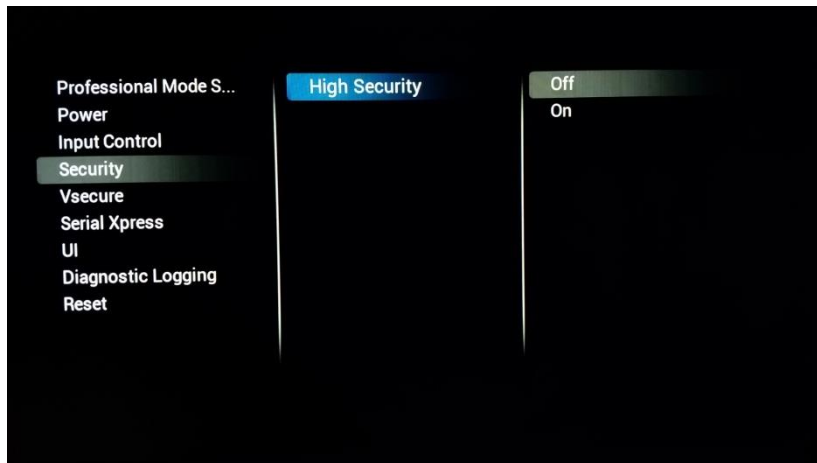 Professional Mode S...
Power
Input Control
Security
Vsecure
Serial Xpress
UI
Diagnostic Logging
Reset
High Security
Off
On